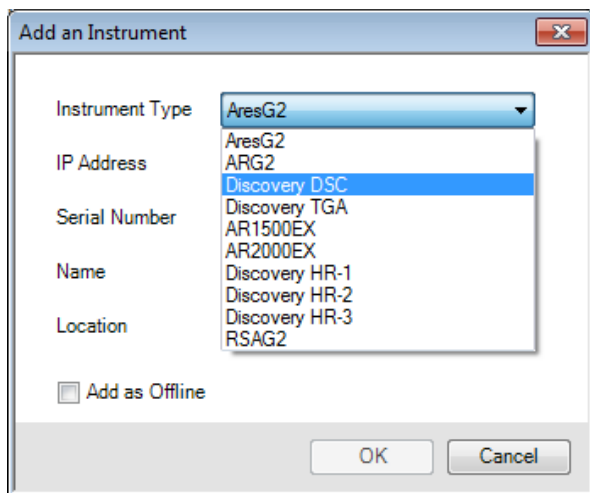 Add an Instrument
Instrument Type AresG2
AresG2
IP Address
ARG2
Discovery DSC
Discovery TGA
Serial Number
AR1500EX
AR2000EX
Name
Discovery HR-1
Discovery HR-2
Discovery HR-3
Location
RSAG2
Add as Offline
OK Cancel